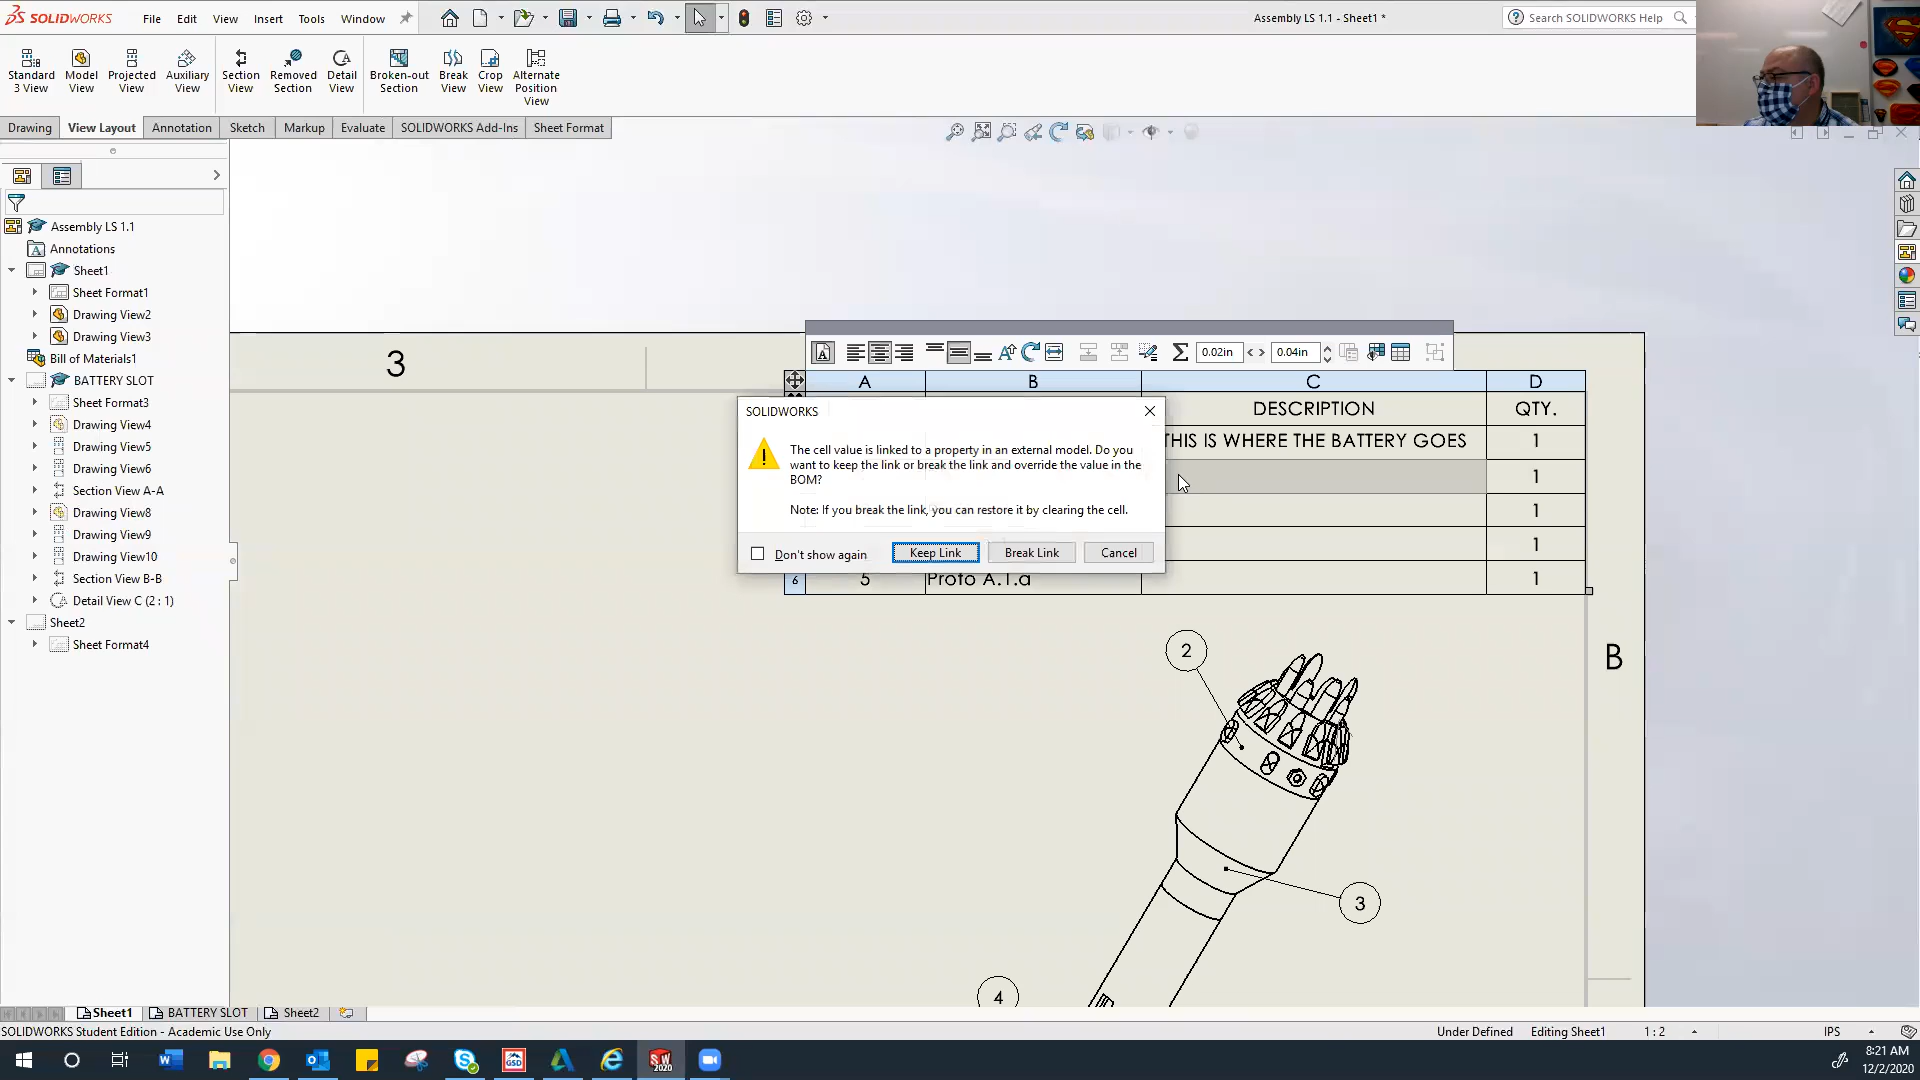 SOLIDWORKS
File Edit View Insert Tools Window
Assembly LS 1.1 - Sheet1 *
Search SOLIDWORKS Help
Standard 3 View
Model View
Projected View
Auxiliary View
Section View
Removed Section
Detail View
Broken-out Section
Break View
Crop View
Alternate Position View
Drawing View Layout Annotation Sketch Markup Evaluate SOLIDWORKS Add-Ins Sheet Format
Assembly LS 1.1
Annotations
Sheet1
Sheet Format1
Drawing View2
Drawing View3
Bill of Materials1
BATTERY SLOT
Sheet Format3
Drawing View4
Drawing View5
Drawing View6
Section View A-A
Drawing View8
Drawing View9
Drawing View10
Section View B-B
Detail View C (2 : 1)
Sheet2
Sheet Format4
3
0.02in 0.04in
A B C D
DESCRIPTION QTY.
THIS IS WHERE THE BATTERY GOES 1
1
1
1
6 5 Proto A.1.a 1
SOLIDWORKS
The cell value is linked to a property in an external model. Do you
want to keep the link or break the link and override the value in the
BOM?
Note: If you break the link, you can restore it by clearing the cell.
Don't show again Keep Link Break Link Cancel
2
B
3
4
Sheet1 BATTERY SLOT Sheet2
SOLIDWORKS Student Edition - Academic Use Only
Under Defined Editing Sheet1 1 : 2 IPS
SW 2020
GSD
8:21 AM
12/2/2020